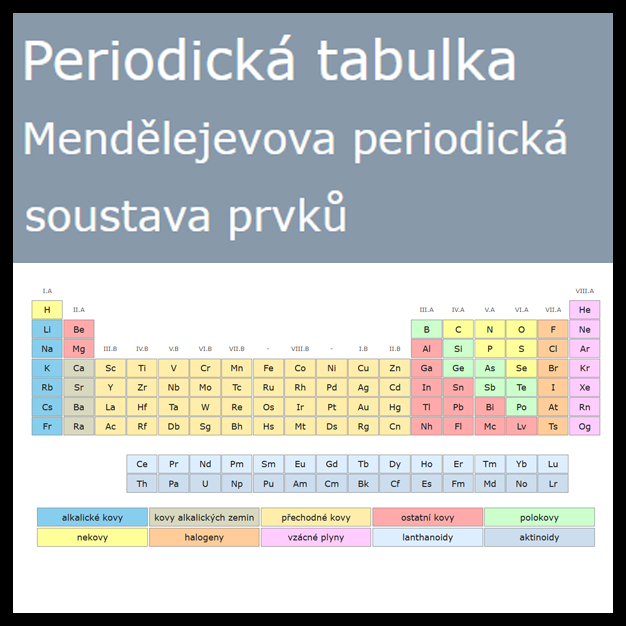 Periodická tabulka
Mendělejevova periodická
soustava prvků
I.A VIII.A
H II.A III.A IV.A V.A VI.A VII.A He
Li Be B C N O F Ne
Na Mg III.B IV.B V.B VI.B VII.B - VIII.B - I.B II.B Al Si P S Cl Ar
K Ca Sc Ti V Cr Mn Fe Co Ni Cu Zn Ga Ge As Se Br Kr
Rb Sr Y Zr Nb Mo Tc Ru Rh Pd Ag Cd In Sn Sb Te I Xe
Cs Ba La Hf Ta W Re Os Ir Pt Au Hg Tl Pb Bi Po At Rn
Fr Ra Ac Rf Db Sg Bh Hs Mt Ds Rg Cn Nh Fl Mc Lv Ts Og
Ce Pr Nd Pm Sm Eu Gd Tb Dy Ho Er Tm Yb Lu
Th Pa U Np Pu Am Cm Bk Cf Es Fm Md No Lr
alkalické kovy kovy alkalických zemin přechodné kovy ostatní kovy polokovy
nekovy halogeny vzácné plyny lanthanoidy aktinoidy